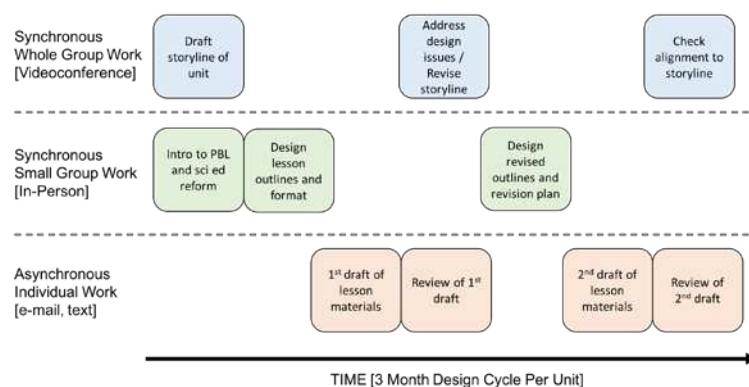 Synchronous
Whole Group Work
[Videoconference]
Draft
storyline of
unit
Address
design
issues /
Revise
storyline
Check
alignment to
storyline
Synchronous
Small Group Work
[In-Person]
Intro to PBL
and sci ed
reform
Design
lesson
outlines and
format
Design
revised
outlines and
revision plan
Asynchronous
Individual Work
[e-mail, text]
1st draft of
lesson
materials
Review of 1st
draft
2nd draft of
lesson
materials
Review of
2nd draft
TIME [3 Month Design Cycle Per Unit]